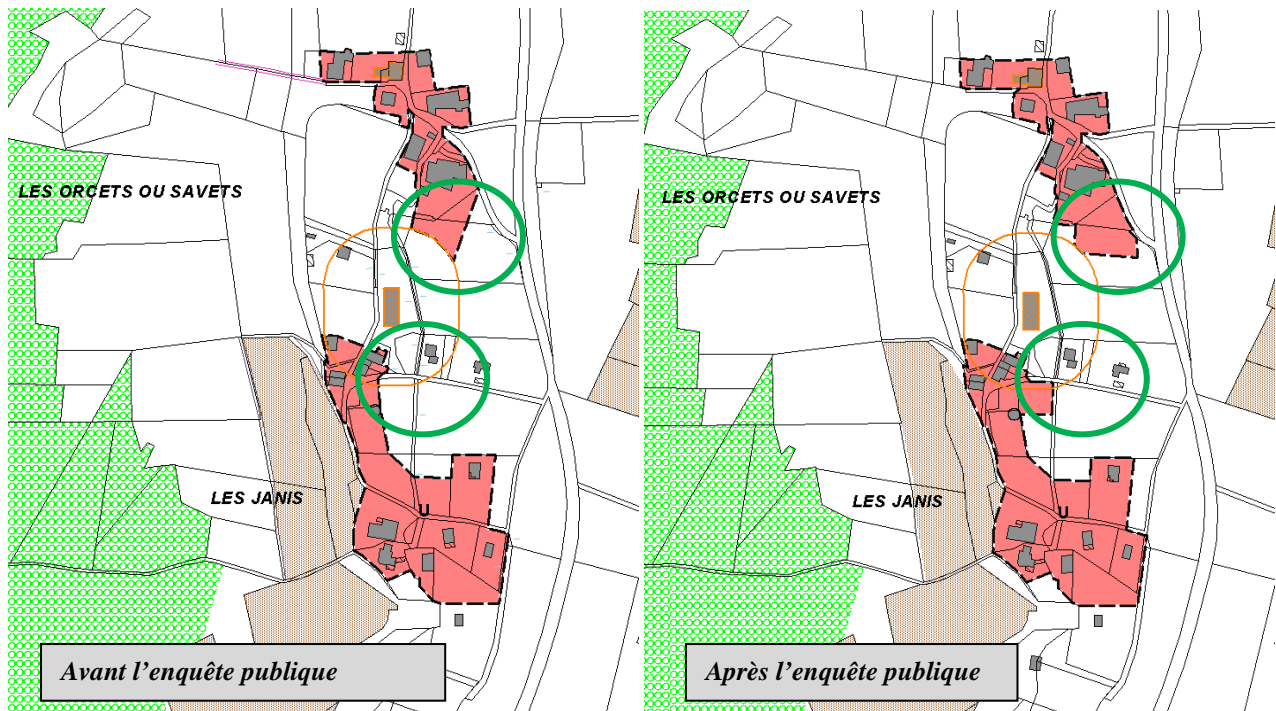 LES ORCETS OU SAVETS
LES JANIS
U
Avant l'enquête publique
LES ORCETS OU SAVETS
LES JANIS
U
Après l'enquête publique